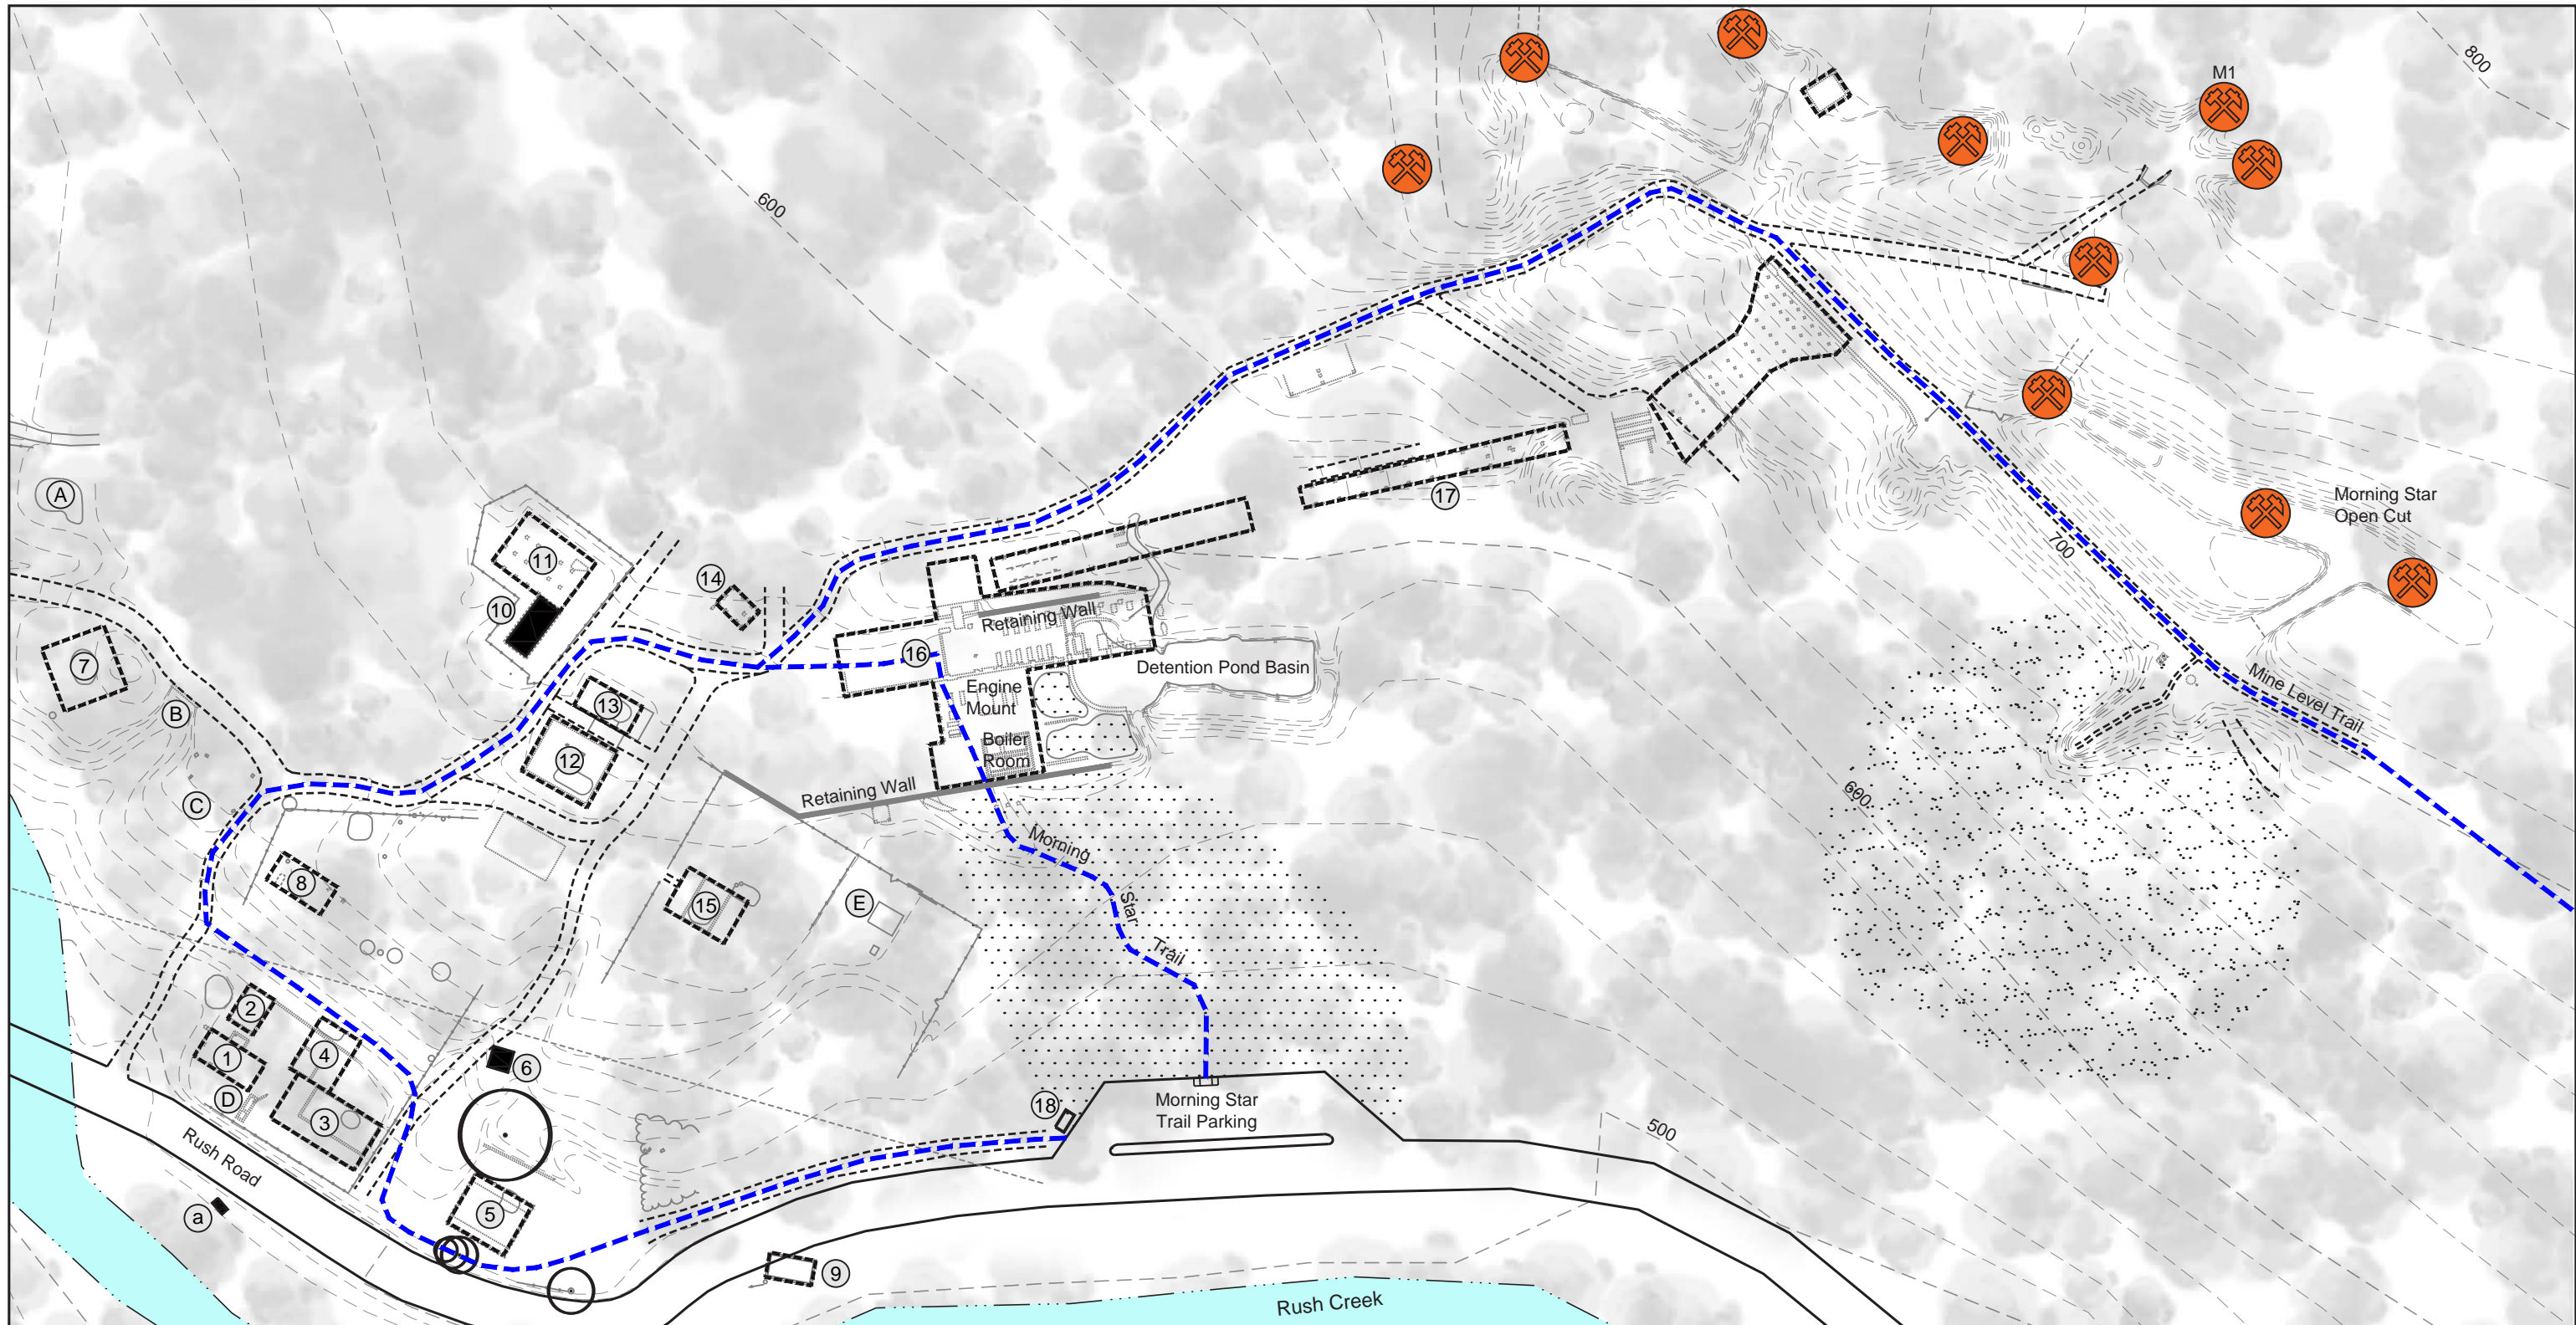 M1
800
600
A
11
14
10
17
Morning Star
Open Cut
700
Retaining Wall
16
7
Detention Pond Basin
Engine
Mount
13
B
Mine Level Trail
Boiler
Room
12
Retaining Wall
600
C
Morning
8
15
E
Star
Trail
2
1
4
6
D
3
18
Morning Star
Trail Parking
500
Rush Road
a
5
9
Rush Creek